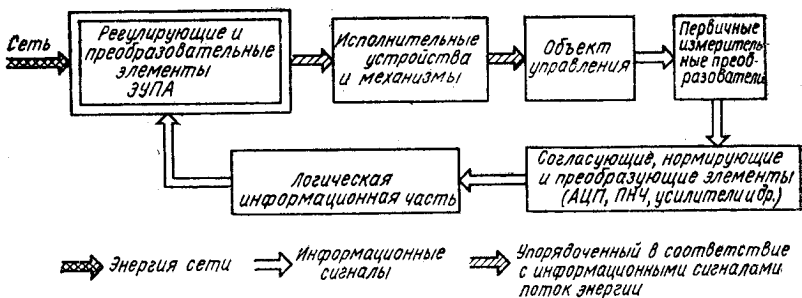 Сеть
Регулирующие и
преобразовательные
элементы
ЭУПА
Исполнительные
устройства
и механизмы
Объект
управления
Первичные
измеритель-
ные преоб-
разователи
Согласующие, нормирующие
и преобразующие элементы
(АЦП, ПНЧ, усилители и др.)
Логическая
информационная часть
Энергия сети
Информационные
сигналы
Упорядоченный в соответствие
с информационными сигналами
поток энергии